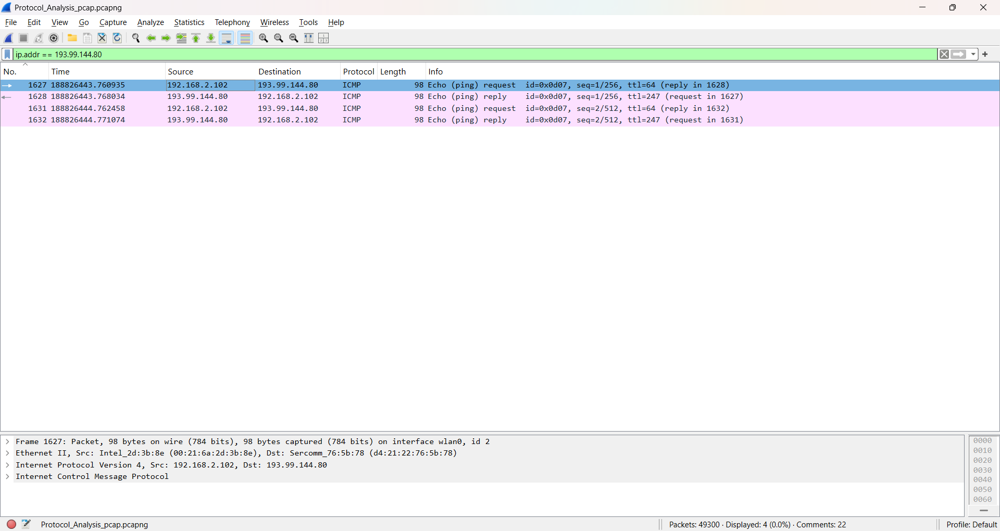 Protocol_Analysis_pcap.pcapng
File Edit View Go Capture Analyze Statistics Telephony Wireless Tools Help
ip.addr == 193.99.144.80
No. Time Source Destination Protocol Length Info
1627 188826443.760935 192.168.2.102 193.99.144.80 ICMP 98 Echo (ping) request id=0x0d07, seq=1/256, ttl=64 (reply in 1628)
1628 188826443.768034 193.99.144.80 192.168.2.102 ICMP 98 Echo (ping) reply id=0x0d07, seq=1/256, ttl=247 (request in 1627)
1631 188826444.762458 192.168.2.102 193.99.144.80 ICMP 98 Echo (ping) request id=0x0d07, seq=2/512, ttl=64 (reply in 1632)
1632 188826444.771074 193.99.144.80 192.168.2.102 ICMP 98 Echo (ping) reply id=0x0d07, seq=2/512, ttl=247 (request in 1631)
Frame 1627: Packet, 98 bytes on wire (784 bits), 98 bytes captured (784 bits) on interface wlan0, id 2
Ethernet II, Src: Intel_2d:3b:8e (00:21:6a:2d:3b:8e), Dst: Sercomm_76:5b:78 (d4:21:22:76:5b:78)
Internet Protocol Version 4, Src: 192.168.2.102, Dst: 193.99.144.80
Internet Control Message Protocol
0000
0010
0020
0030
0040
0050
0060
Protocol_Analysis_pcap.pcapng Packets: 49300 · Displayed: 4 (0.0%) · Comments: 22 Profile: Default